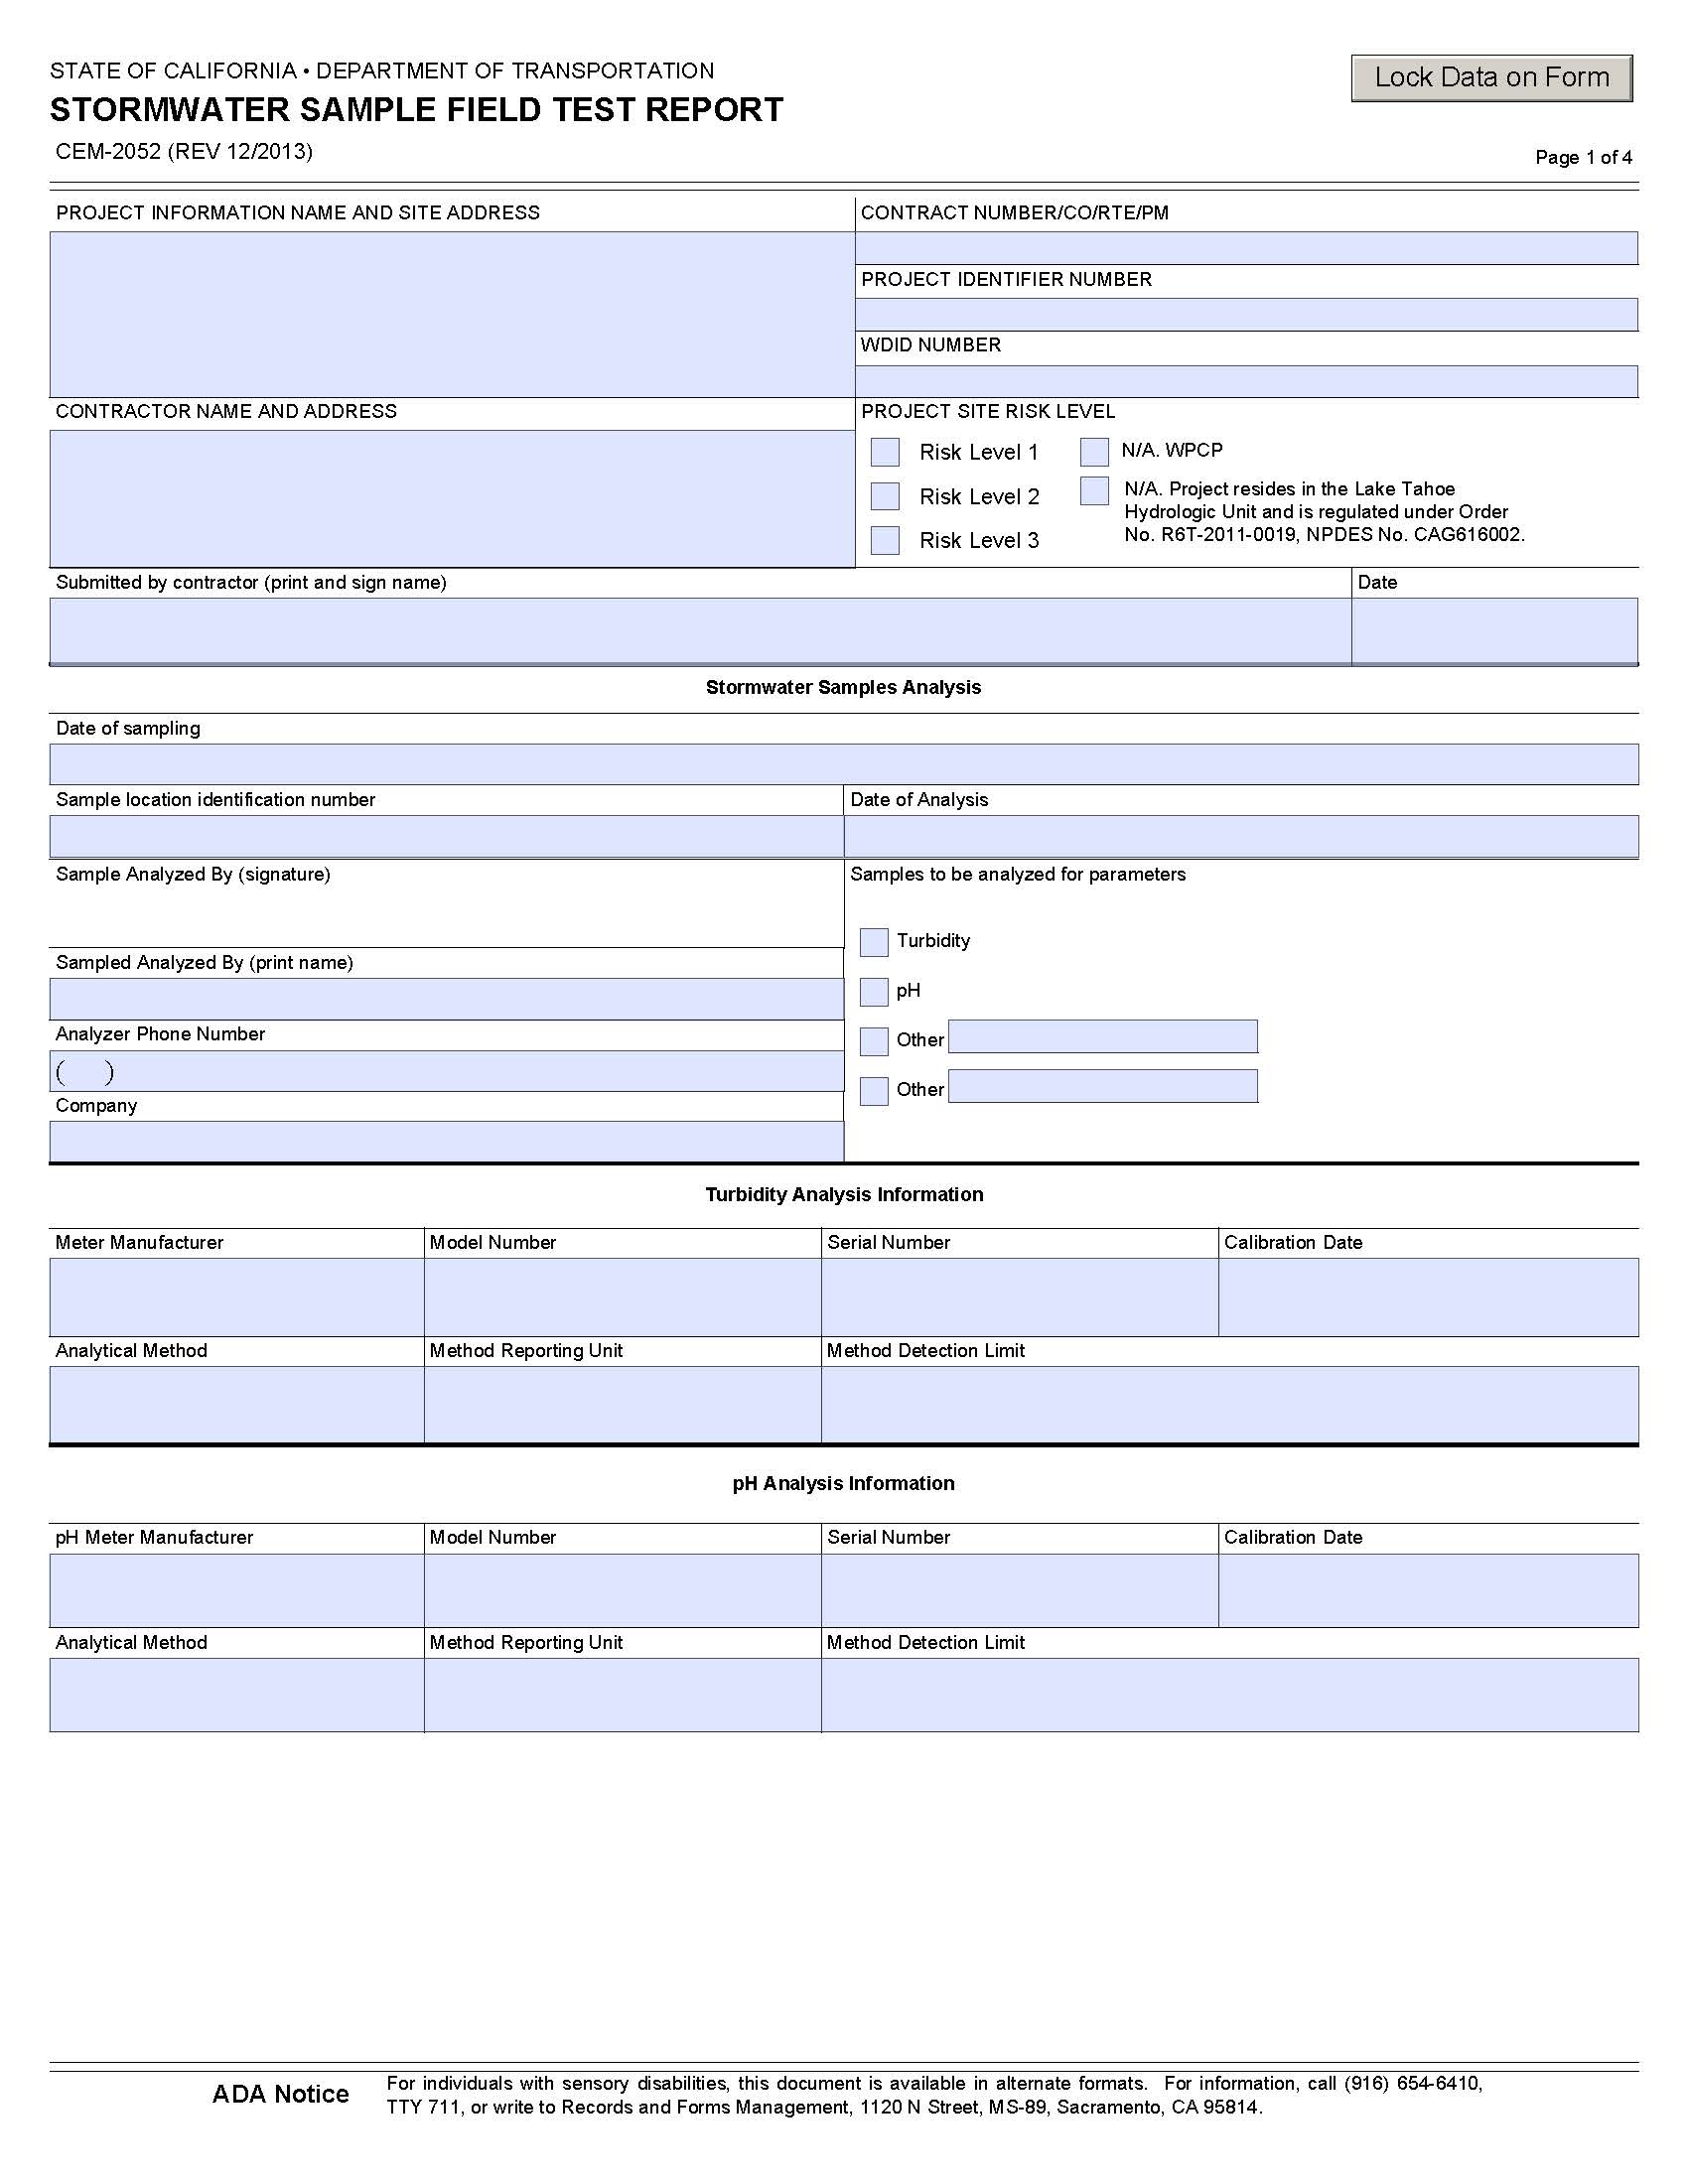 STATE OF CALIFORNIA • DEPARTMENT OF TRANSPORTATION
Lock Data on Form
STORMWATER SAMPLE FIELD TEST REPORT
CEM-2052 (REV 12/2013)
Page 1 of 4
PROJECT INFORMATION NAME AND SITE ADDRESS
CONTRACT NUMBER/CO/RTE/PM
PROJECT IDENTIFIER NUMBER
WDID NUMBER
CONTRACTOR NAME AND ADDRESS
PROJECT SITE RISK LEVEL
Risk Level 1
N/A. WPCP
Risk Level 2
N/A. Project resides in the Lake Tahoe
Hydrologic Unit and is regulated under Order
No. R6T-2011-0019, NPDES No. CAG616002.
Risk Level 3
Submitted by contractor (print and sign name)
Date
Stormwater Samples Analysis
Date of sampling
Sample location identification number
Date of Analysis
Sample Analyzed By (signature)
Samples to be analyzed for parameters
Turbidity
Sampled Analyzed By (print name)
pH
Analyzer Phone Number
Other
( )
Other
Company
Turbidity Analysis Information
Meter Manufacturer
Model Number
Serial Number
Calibration Date
Analytical Method
Method Reporting Unit
Method Detection Limit
pH Analysis Information
pH Meter Manufacturer
Model Number
Serial Number
Calibration Date
Analytical Method
Method Reporting Unit
Method Detection Limit
ADA Notice
For individuals with sensory disabilities, this document is available in alternate formats. For information, call (916) 654-6410,
TTY 711, or write to Records and Forms Management, 1120 N Street, MS-89, Sacramento, CA 95814.